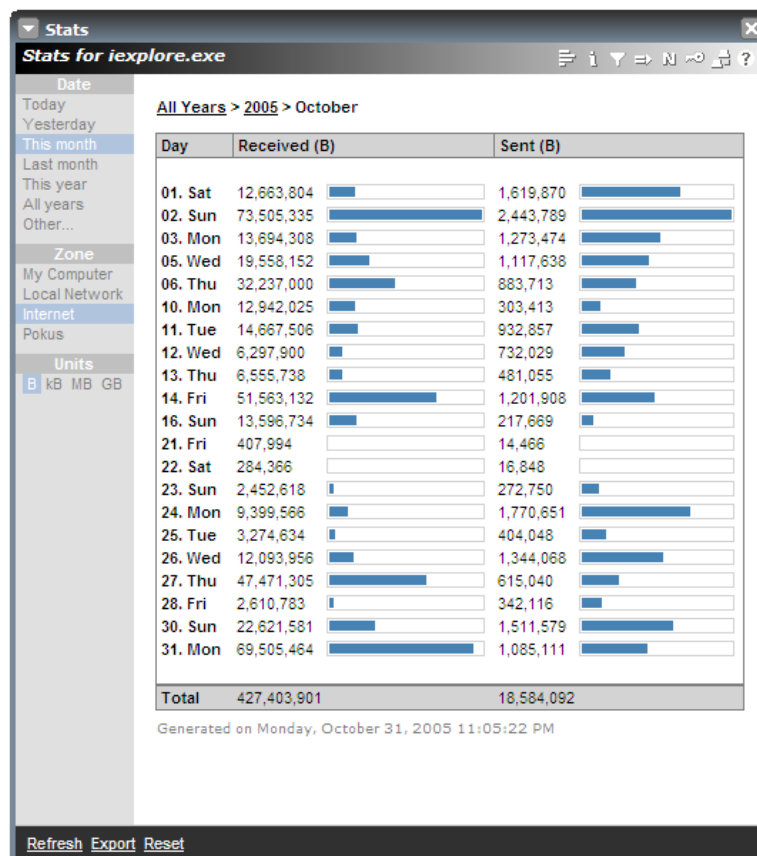 Stats
Stats for iexplore.exe
Date
Today
Yesterday
This month
Last month
This year
All years
Other...
Zone
My Computer
Local Network
Internet
Pokus
Units
B kB MB GB
All Years > 2005 > October
Day Received (B) Sent (B)
01. Sat 12,663,804 1,619,870
02. Sun 73,505,335 2,443,789
03. Mon 13,694,308 1,273,474
05. Wed 19,558,152 1,117,638
06. Thu 32,237,000 883,713
10. Mon 12,942,025 303,413
11. Tue 14,667,506 932,857
12. Wed 6,297,900 732,029
13. Thu 6,555,738 481,055
14. Fri 51,563,132 1,201,908
16. Sun 13,596,734 217,669
21. Fri 407,994 14,466
22. Sat 284,366 16,848
23. Sun 2,452,618 272,750
24. Mon 9,399,566 1,770,651
25. Tue 3,274,634 404,048
26. Wed 12,093,956 1,344,068
27. Thu 47,471,305 615,040
28. Fri 2,610,783 342,116
30. Sun 22,621,581 1,511,579
31. Mon 69,505,464 1,085,111
Total 427,403,901 18,584,092
Generated on Monday, October 31, 2005 11:05:22 PM
Refresh Export Reset